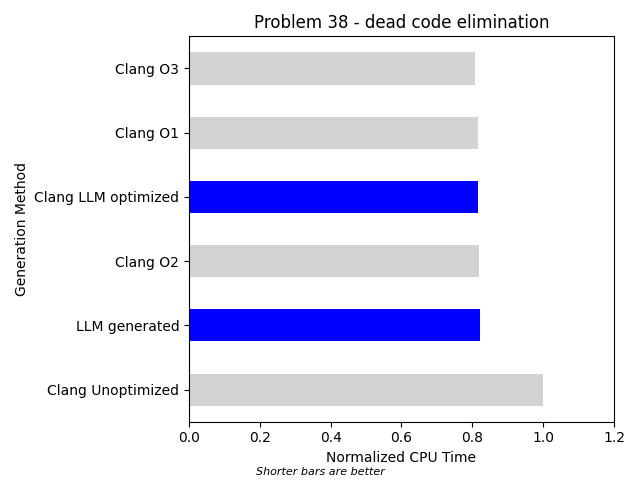 Problem 38 - dead code elimination
Clang O3
Clang O1
Clang LLM optimized
Clang O2
LLM generated
Clang Unoptimized
Generation Method
0.0 0.2 0.4 0.6 0.8 1.0 1.2
Normalized CPU Time
Shorter bars are better